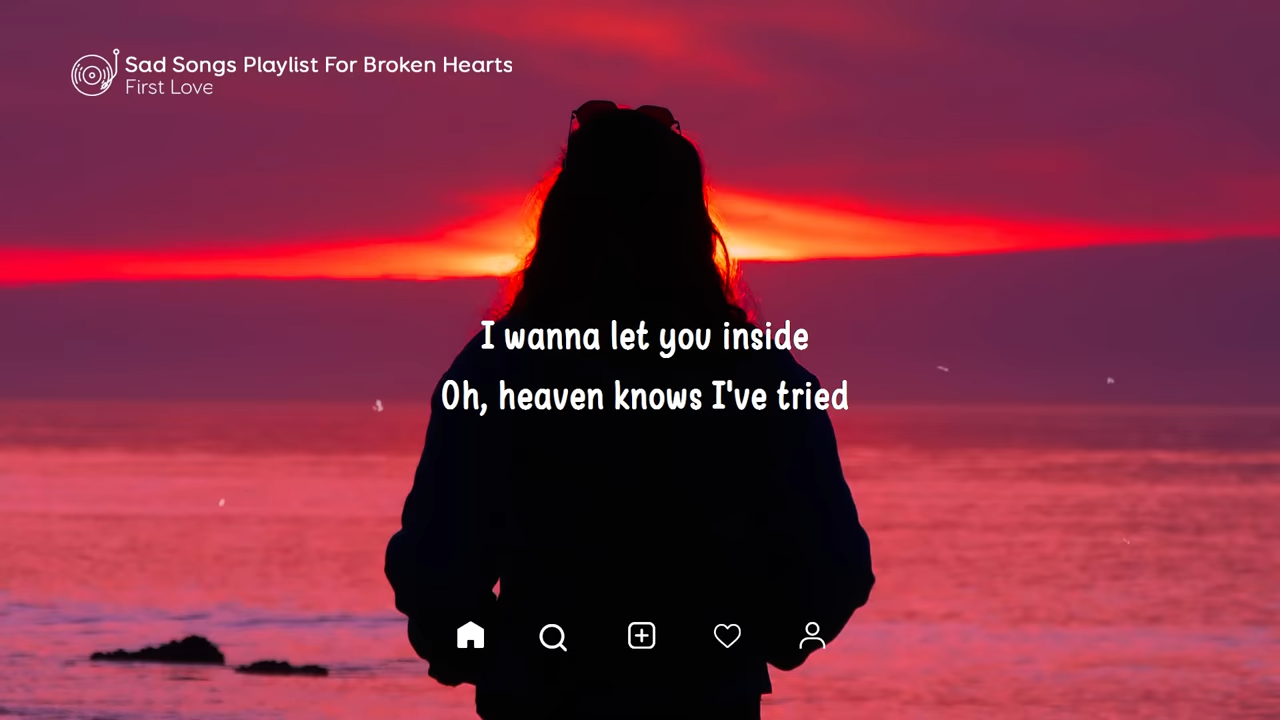 Sad Songs Playlist For Broken Hearts
First Love
I wanna let you inside
Oh, heaven knows I've tried